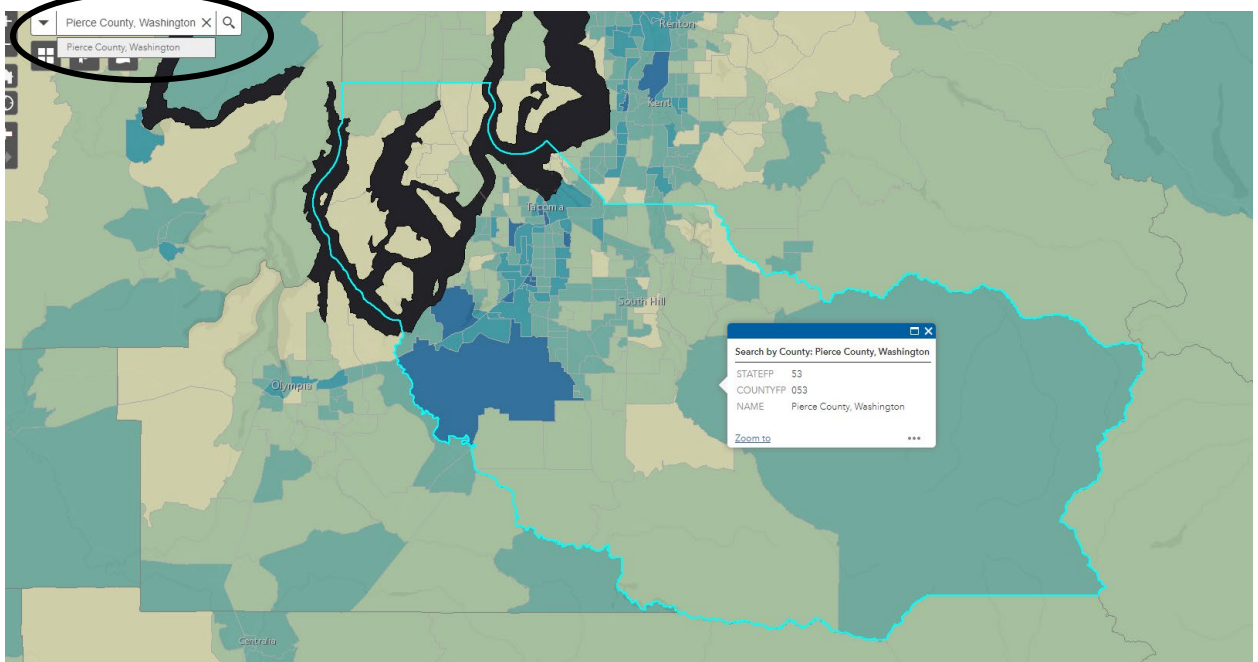 Pierce County, Washington
Pierce County, Washington
Renton
Kent
Tacoma
South Hill
Olympia
Centralia
Search by County: Pierce County, Washington
STATEFP 53
COUNTYFP 053
NAME Pierce County, Washington
Zoom to